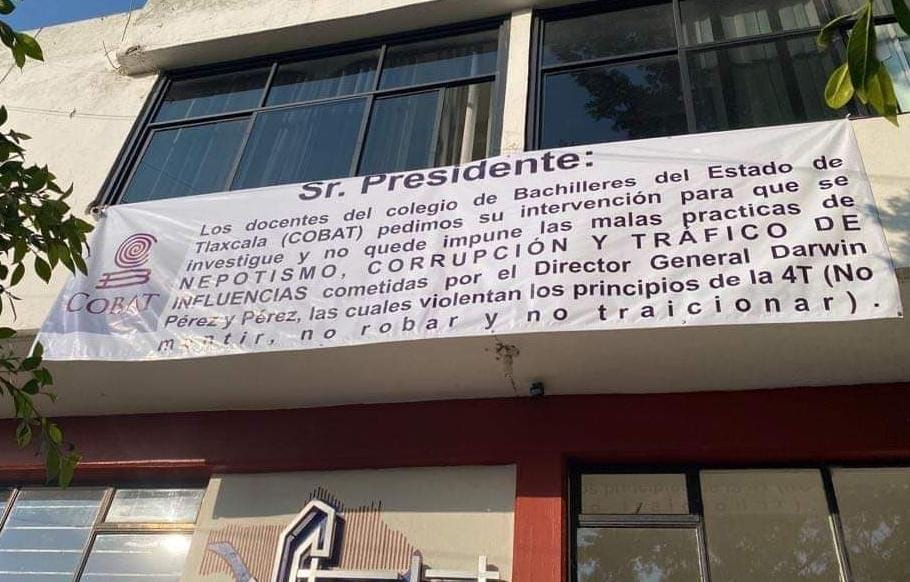 Sr. Presidente:
Los docentes del colegio de Bachilleres del Estado de
Tlaxcala (COBAT) pedimos su intervención para que se
investigue y no quede impune las malas practicas de
NEPOTISMO, CORRUPCIÓN Y TRÁFICO DE
INFLUENCIAS cometidas por el Director General Darwin
Pérez y Pérez, las cuales violentan los principios de la 4T (No
mentir, no robar y no traicionar).
COBAT